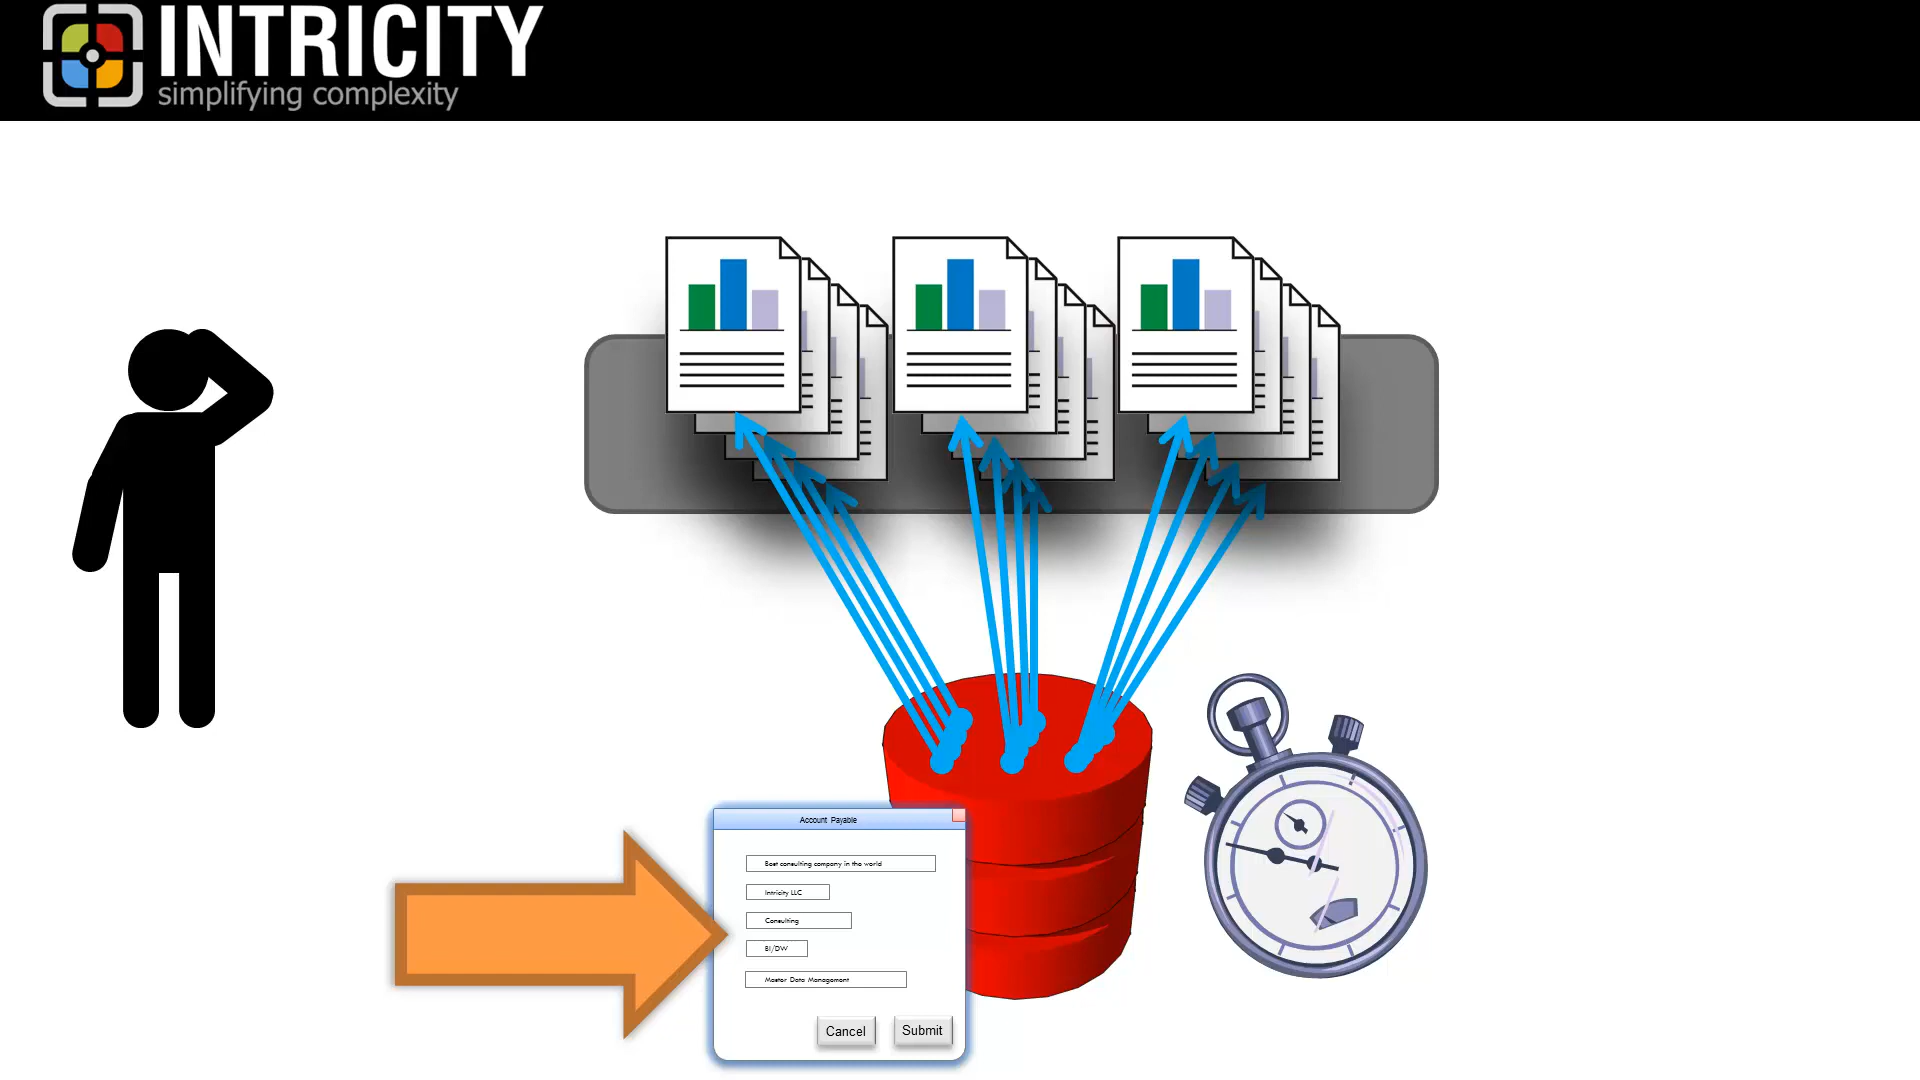 INTRICITY
simplifying complexity
Account Payable
Best consulting company in the world
Intricity LLC
Consulting
BI/DW
Master Data Management
Cancel Submit